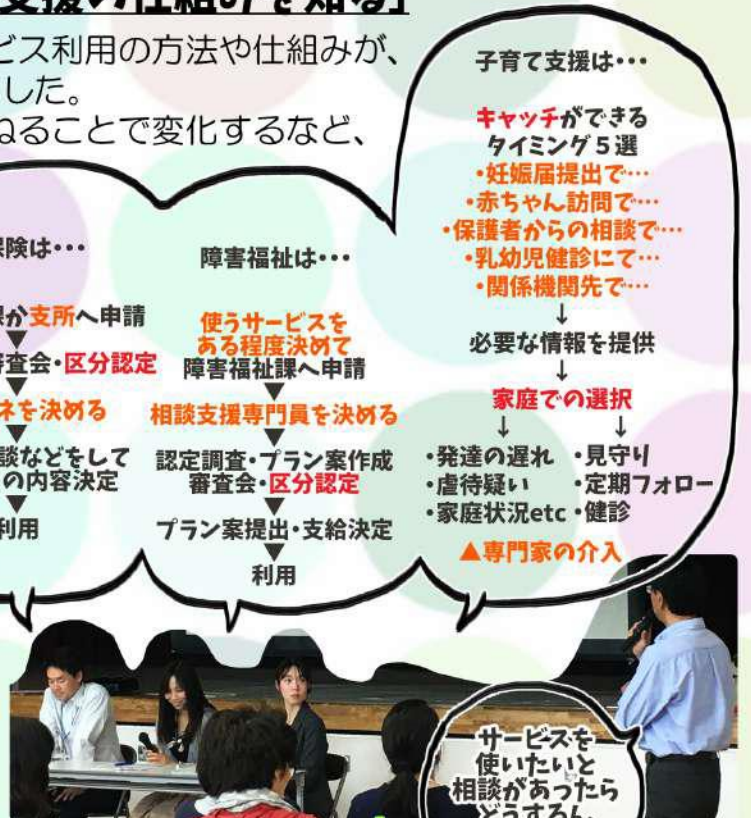 支援の仕組みを知る」
ビス利用の方法や仕組みが、
した。
ねることで変化するなど、
子育て支援は・・・
キャッチができる
タイミング５選
・妊娠届提出で…
・赤ちゃん訪問で…
・保護者からの相談で…
・乳幼児健診にて…
・関係機関先で…
↓
必要な情報を提供
↓
家庭での選択
↓ ↓
・発達の遅れ ・見守り
・虐待疑い ・定期フォロー
・家庭状況etc ・健診
▲専門家の介入
障害福祉は・・・
使うサービスを
ある程度決めて
障害福祉課へ申請
▼
相談支援専門員を決める
▼
認定調査・プラン案作成
審査会・区分認定
▼
プラン案提出・支給決定
▼
利用
険は・・・
か支所へ申請
▼
査会・区分認定
▼
ネを決める
▼
談などをして
の内容決定
▼
利用
サービスを
使いたいと
相談があったら
どうするん